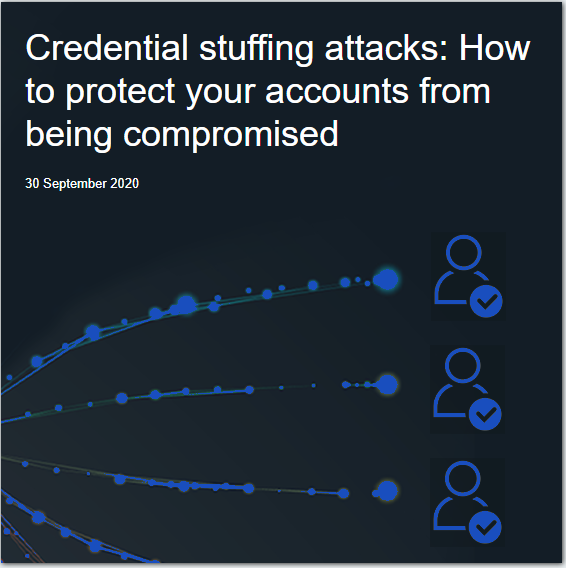 Credential stuffing attacks: How
to protect your accounts from
being compromised
30 September 2020